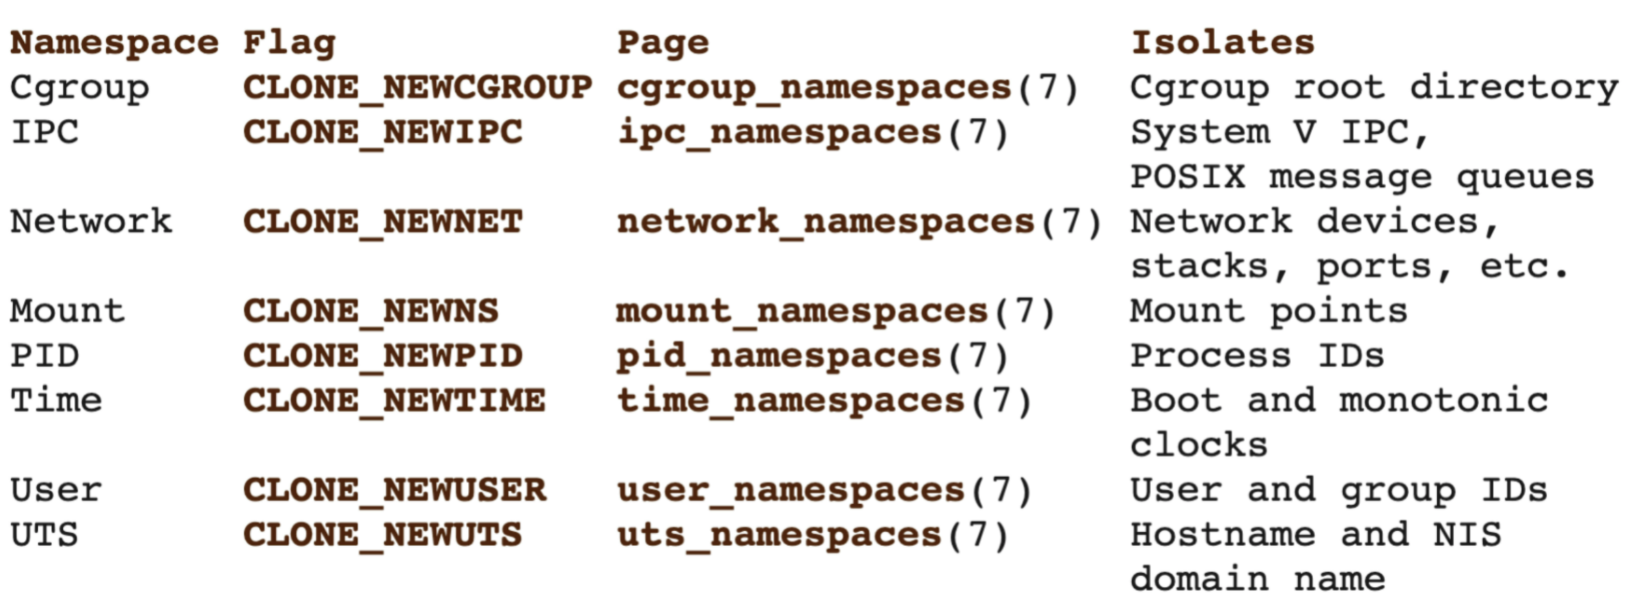 Namespace Flag Page Isolates
Cgroup CLONE_NEWCGROUP cgroup_namespaces(7) Cgroup root directory
IPC CLONE_NEWIPC ipc_namespaces(7) System V IPC,
POSIX message queues
Network CLONE_NEWNET network_namespaces(7) Network devices,
stacks, ports, etc.
Mount CLONE_NEWNS mount_namespaces(7) Mount points
PID CLONE_NEWPID pid_namespaces(7) Process IDs
Time CLONE_NEWTIME time_namespaces(7) Boot and monotonic
clocks
User CLONE_NEWUSER user_namespaces(7) User and group IDs
UTS CLONE_NEWUTS uts_namespaces(7) Hostname and NIS
domain name